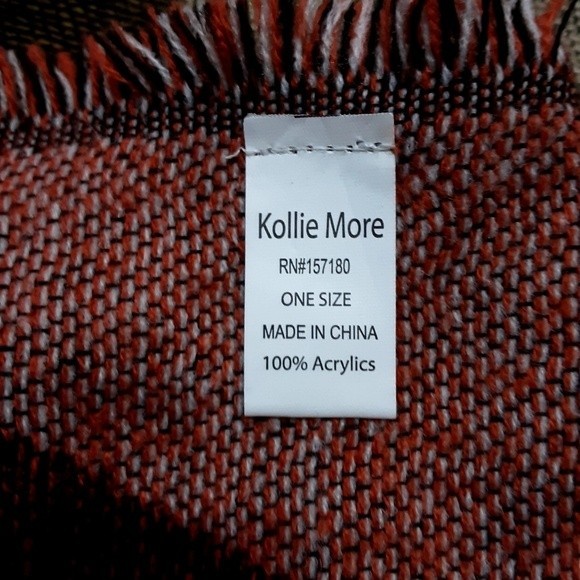 Kollie More
RN#157180
ONE SIZE
MADE IN CHINA
100% Acrylics